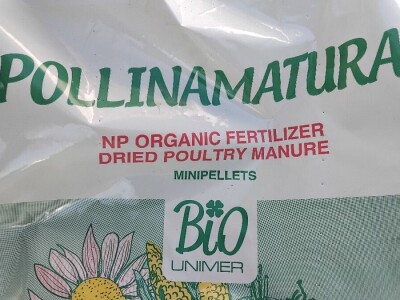 POLLINAMATURA
NP ORGANIC FERTILIZER
DRIED POULTRY MANURE
MINIPELLETS
BiO
UNIMER